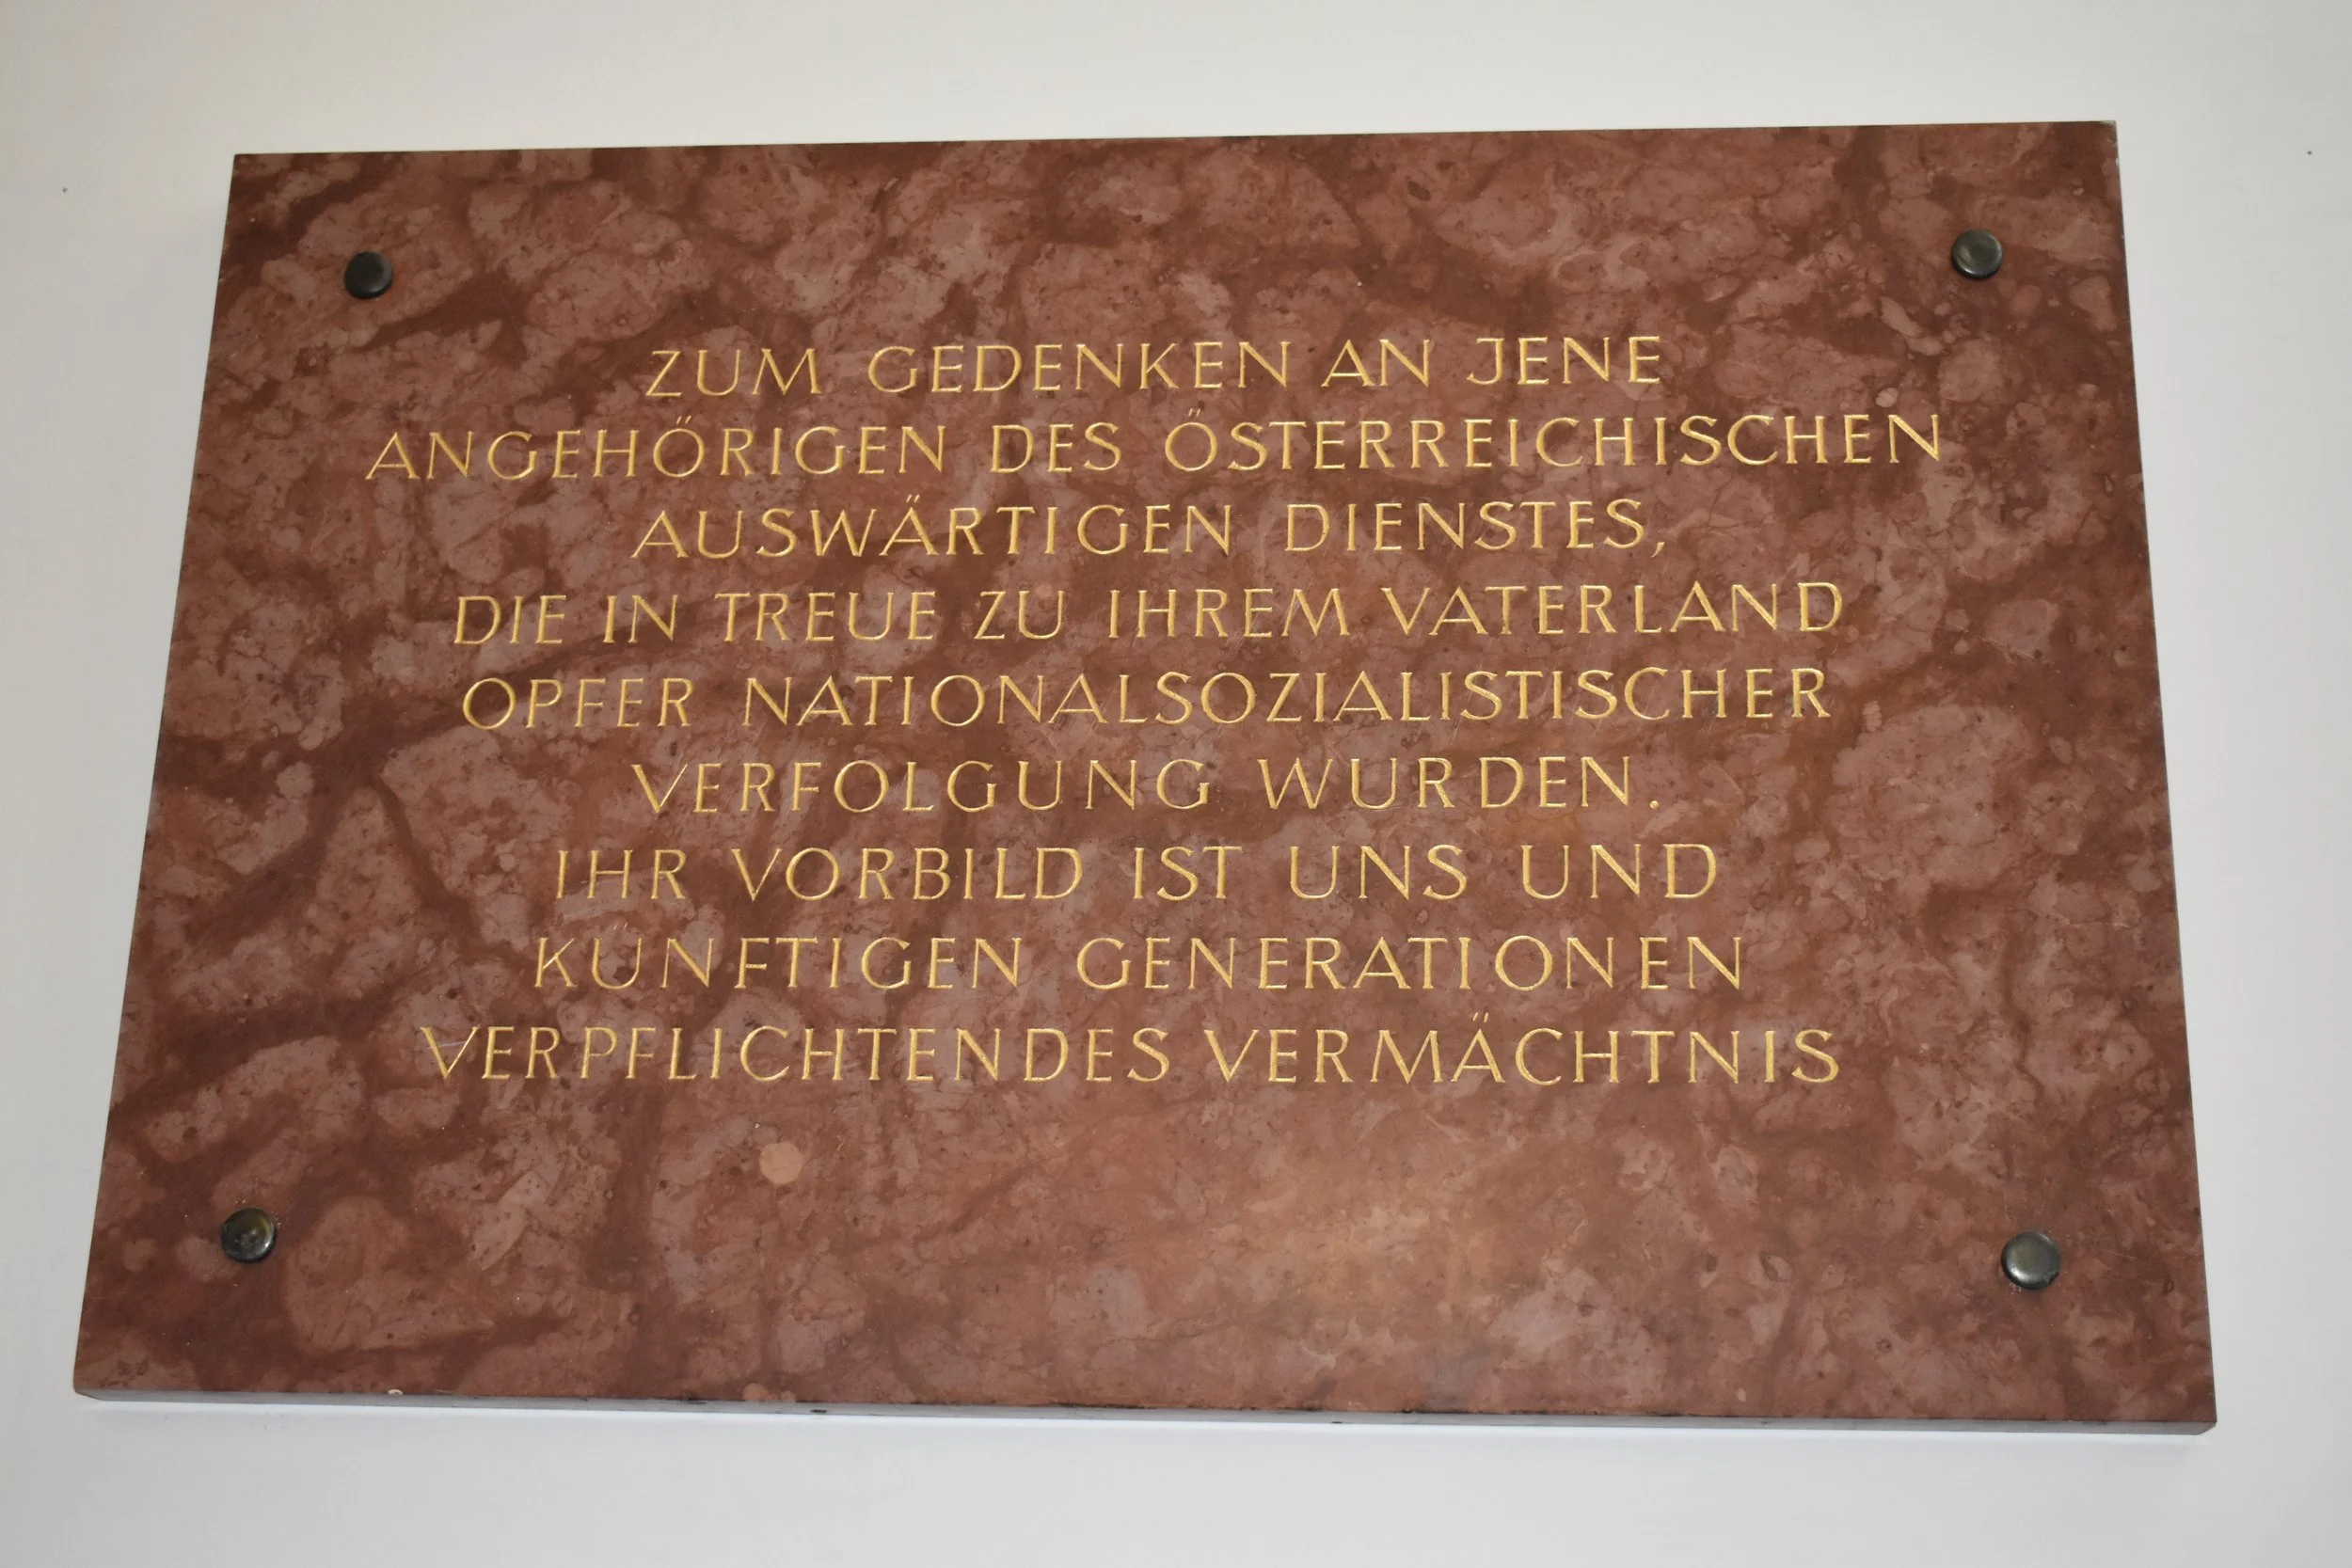 ZUM GEDENKEN AN JENE
ANGEHÖRIGEN DES ÖSTERREICHISCHEN
AUSWÄRTIGEN DIENSTES,
DIE IN TREUE ZU IHREM VATERLAND
OPFER NATIONALSOZIALISTISCHER
VERFOLGUNG WURDEN.
IHR VORBILD IST UNS UND
KÜNFTIGEN GENERATIONEN
VERPFLICHTENDES VERMÄCHTNIS